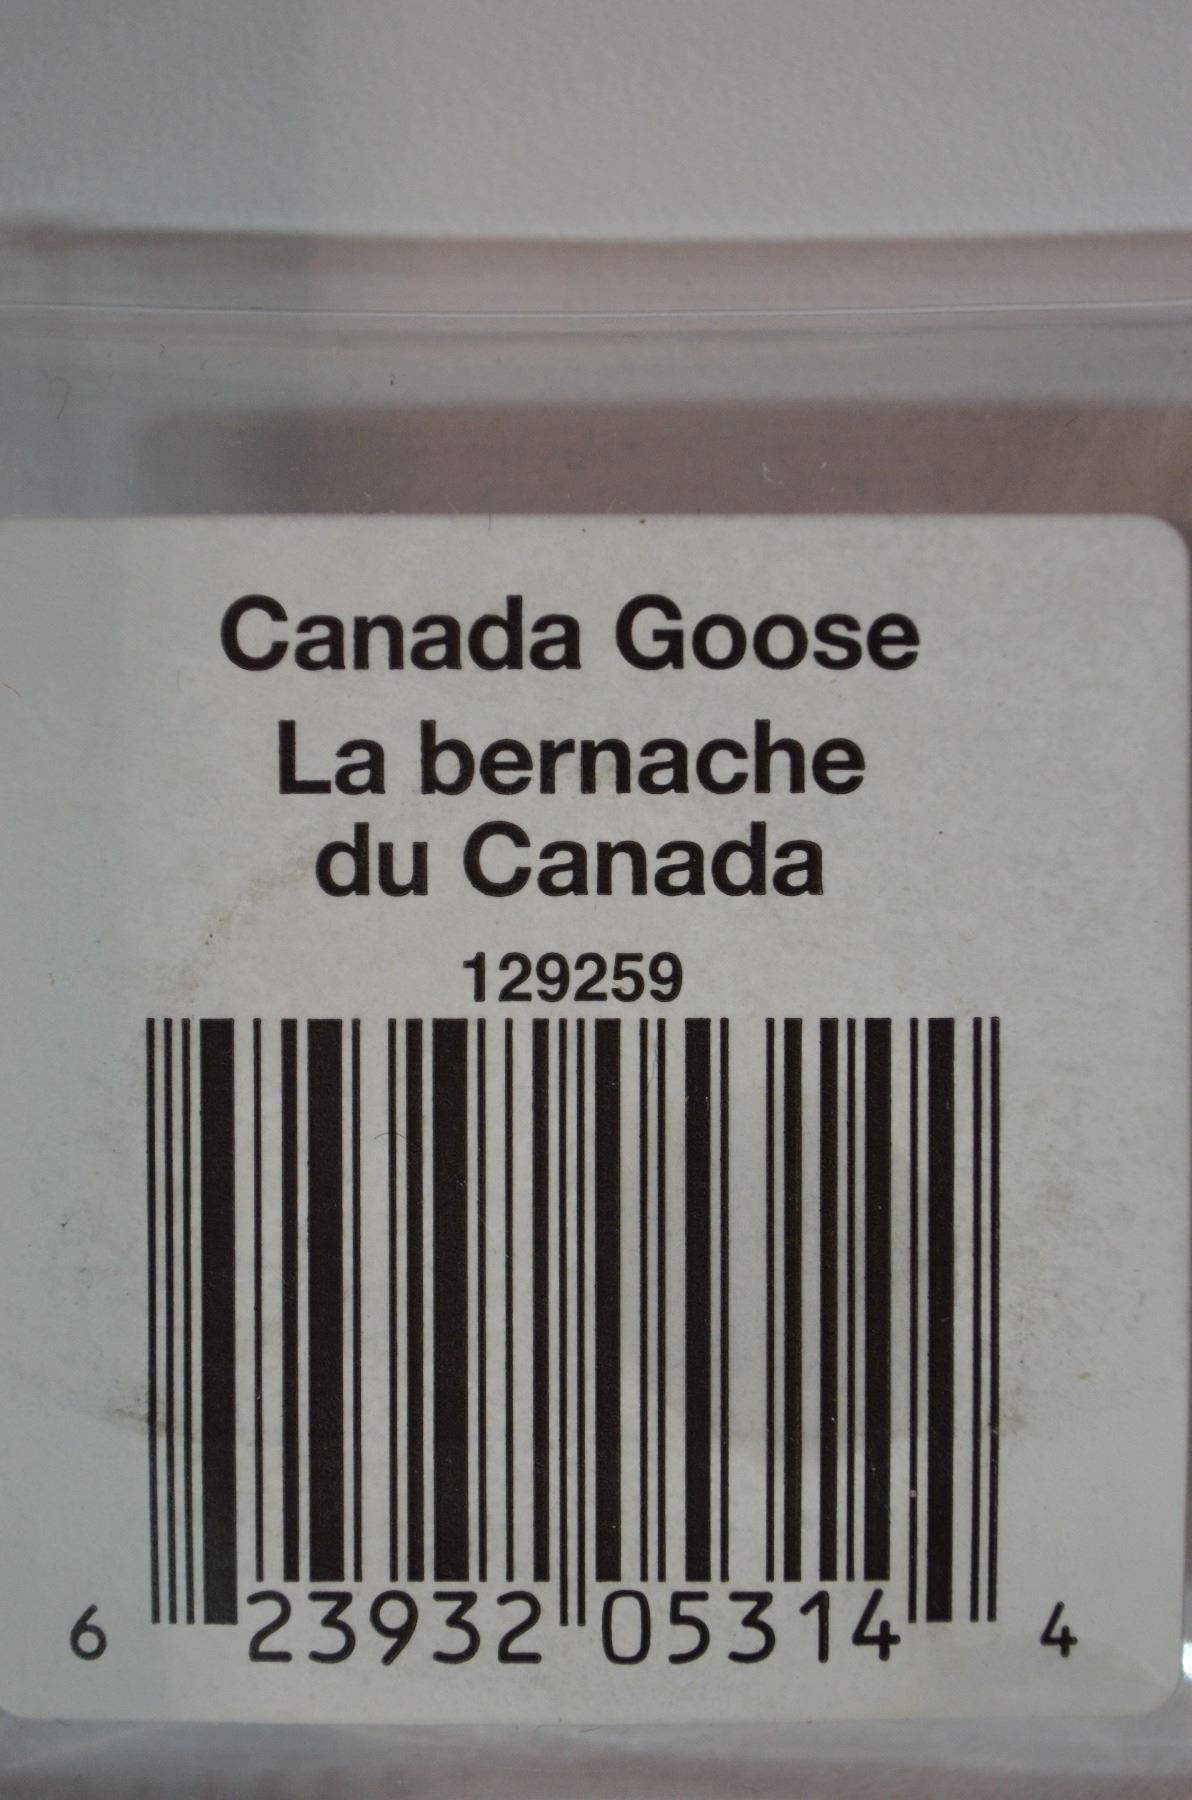 Canada Goose
La bernache
du Canada
129259
6 23932 05314 4